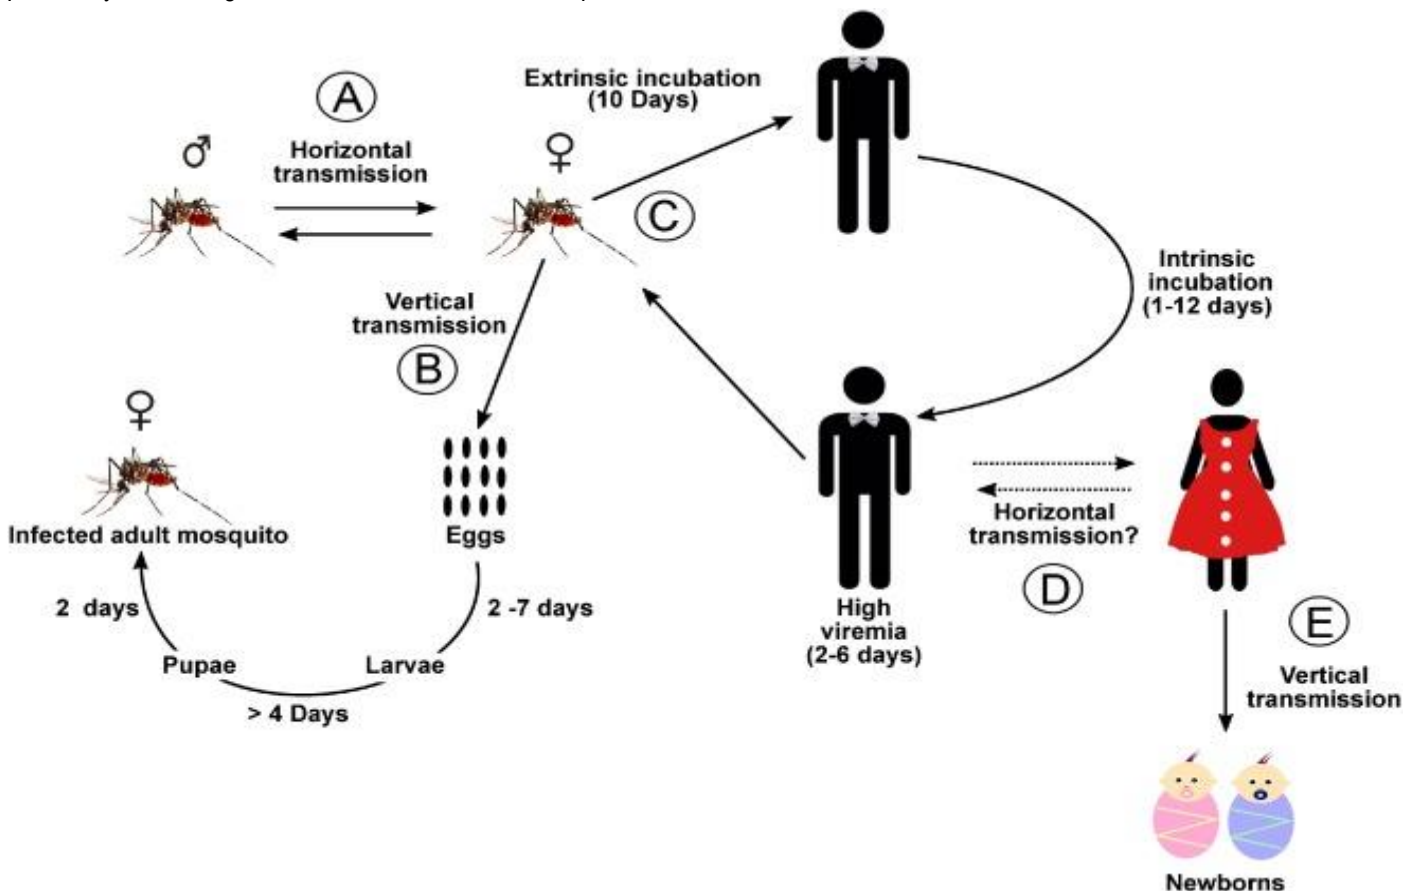 Extrinsic incubation
(10 Days)
A
♂
Horizontal
transmission
♀
C
Intrinsic
incubation
(1-12 days)
Vertical
transmission
B
♀
Infected adult mosquito
Eggs
2 days
2 -7 days
Pupae
Larvae
> 4 Days
High
viremia
(2-6 days)
Horizontal
transmission?
D
E
Vertical
transmission
Newborns